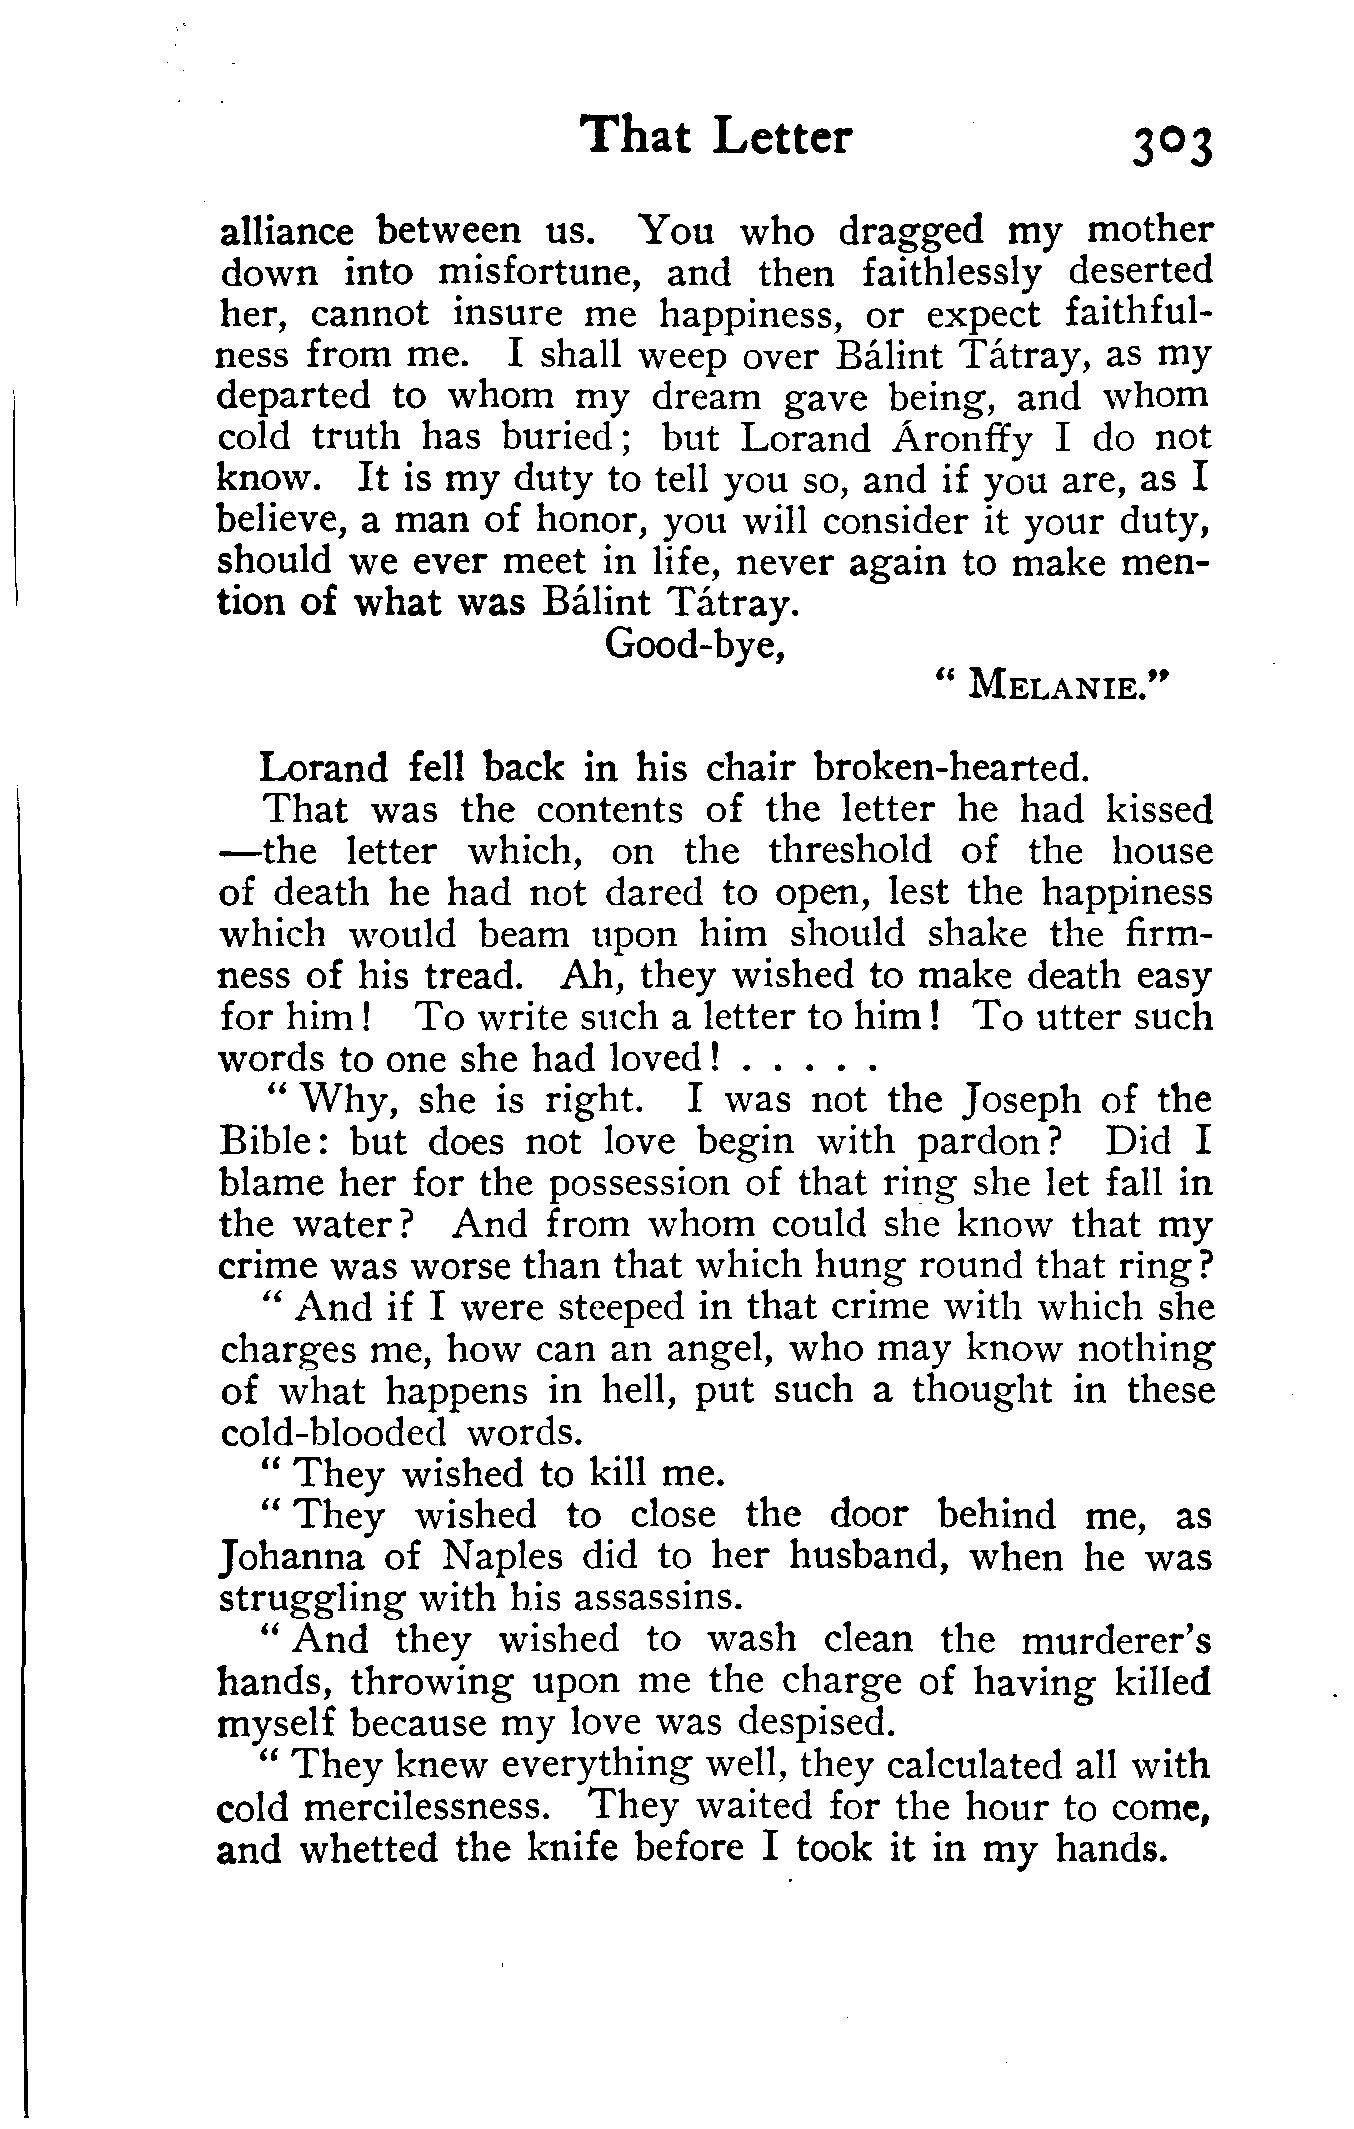 That Letter 303
alliance between us. You who dragged my mother
down into misfortune, and then faithlessly deserted
her, cannot insure me happiness, or expect faithful-
ness from me. I shall weep over Bálint Tátray, as my
departed to whom my dream gave being, and whom
cold truth has buried; but Lorand Áronffy I do not
know. It is my duty to tell you so, and if you are, as I
believe, a man of honor, you will consider it your duty,
should we ever meet in life, never again to make men-
tion of what was Bálint Tátray.
Good-bye,
" MELANIE."
Lorand fell back in his chair broken-hearted.
That was the contents of the letter he had kissed
—the letter which, on the threshold of the house
of death he had not dared to open, lest the happiness
which would beam upon him should shake the firm-
ness of his tread. Ah, they wished to make death easy
for him! To write such a letter to him! To utter such
words to one she had loved! . . . . .
" Why, she is right. I was not the Joseph of the
Bible: but does not love begin with pardon? Did I
blame her for the possession of that ring she let fall in
the water? And from whom could she know that my
crime was worse than that which hung round that ring?
" And if I were steeped in that crime with which she
charges me, how can an angel, who may know nothing
of what happens in hell, put such a thought in these
cold-blooded words.
" They wished to kill me.
" They wished to close the door behind me, as
Johanna of Naples did to her husband, when he was
struggling with his assassins.
" And they wished to wash clean the murderer's
hands, throwing upon me the charge of having killed
myself because my love was despised.
" They knew everything well, they calculated all with
cold mercilessness. They waited for the hour to come,
and whetted the knife before I took it in my hands.